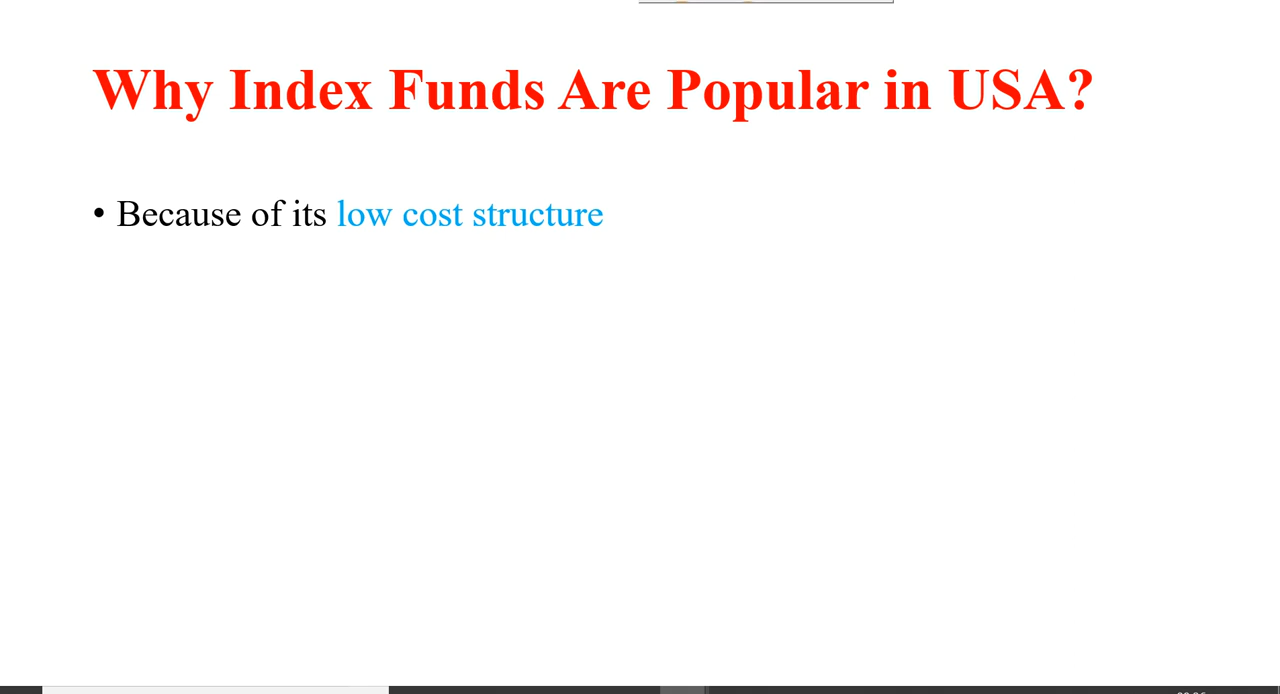 Why Index Funds Are Popular in USA?
• Because of its low cost structure